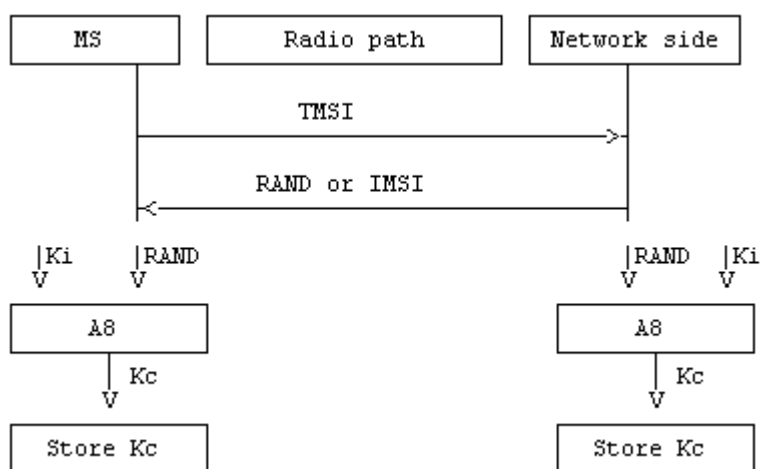 MS Radio path Network side
TMSI
RAND or IMSI
Ki RAND RAND Ki
A8 A8
Kc Kc
Store Kc Store Kc